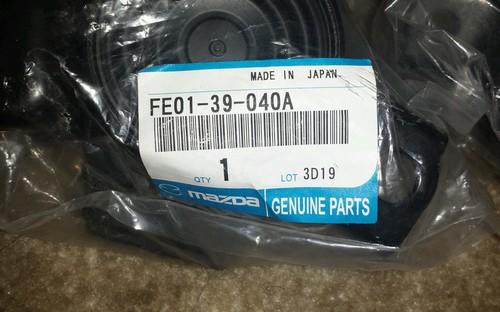 MADE IN JAPAN
FE01-39-040A
QTY 1 LOT 3D19
mazda GENUINE PARTS